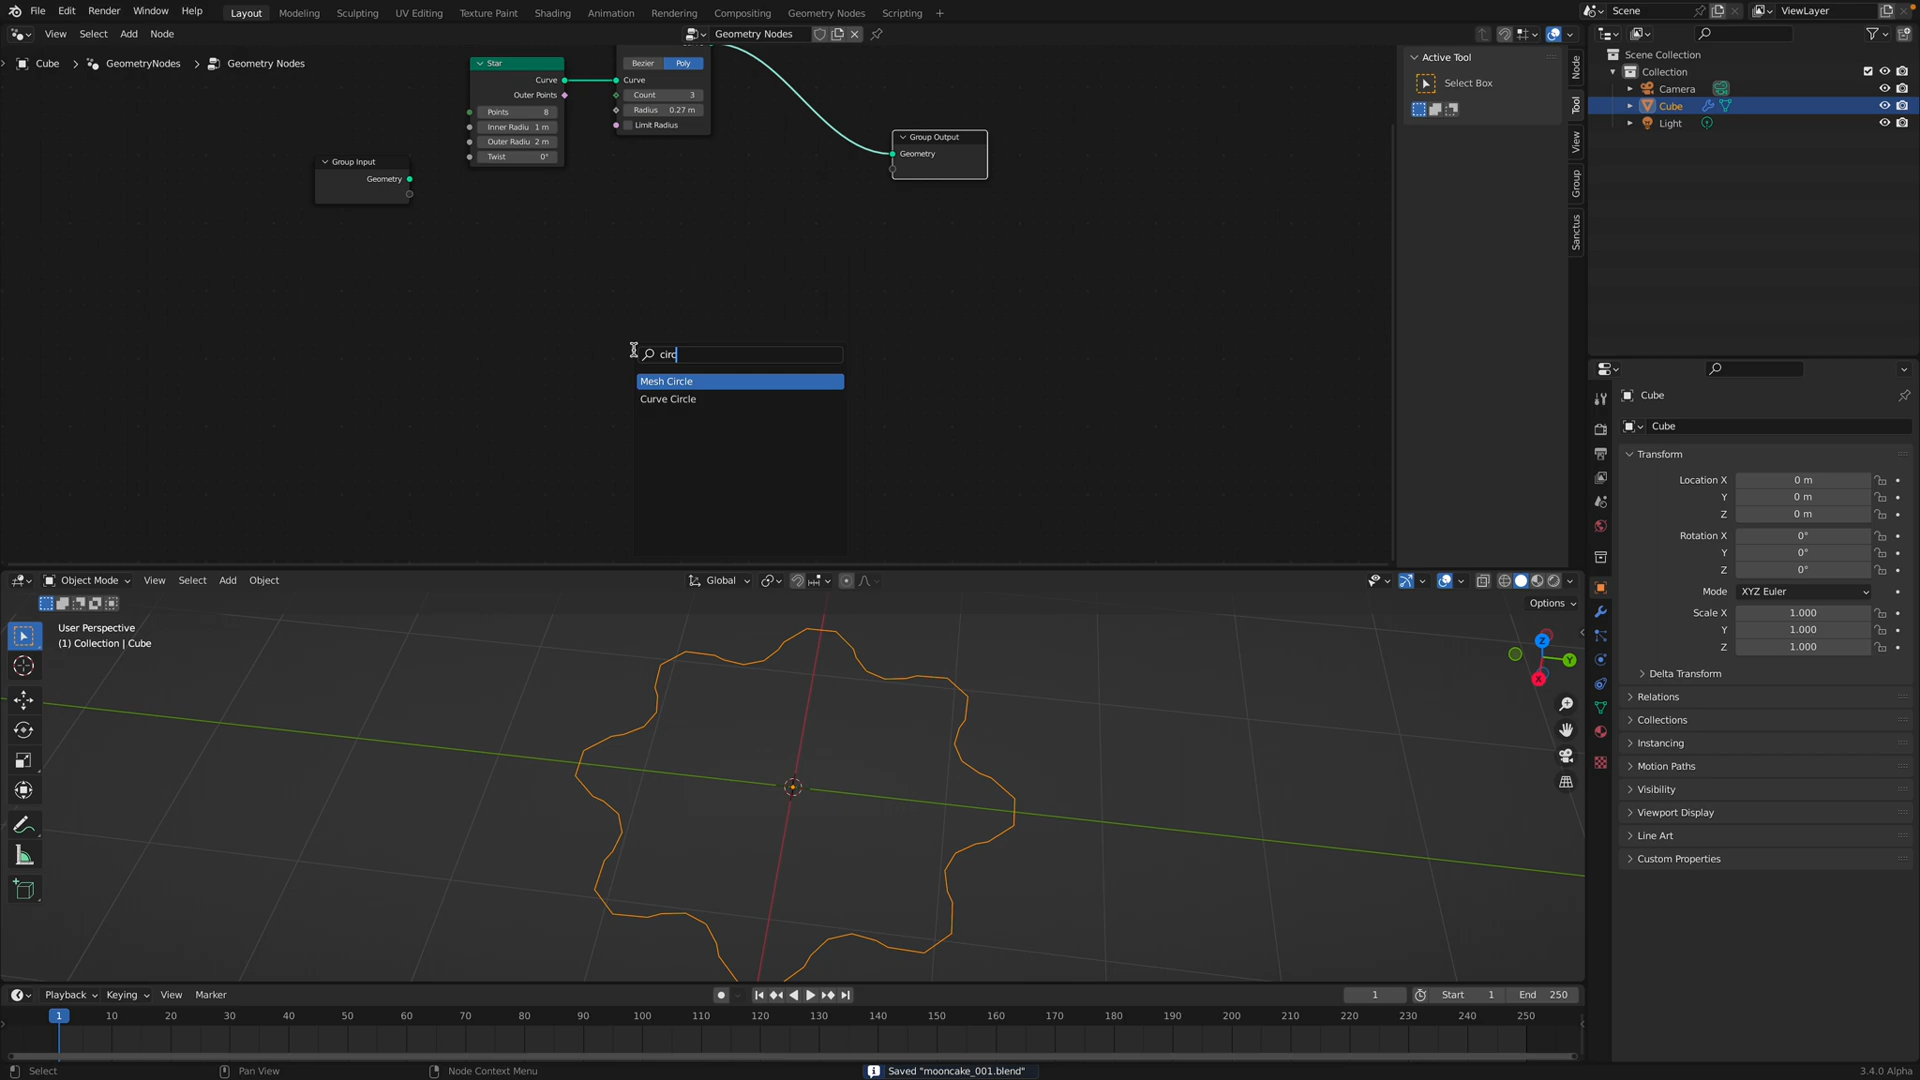 File Edit Render Window Help Layout Modeling Sculpting UV Editing Texture Paint Shading Animation Rendering Compositing Geometry Nodes Scripting + Scene ViewLayer
View Select Add Node Geometry Nodes
Cube > GeometryNodes > Geometry Nodes
Star
Curve
Outer Points
Points 8
Inner Radiu 1 m
Outer Radiu 2 m
Twist 0°
Bezier Poly
Curve
Count 3
Radius 0.27 m
Limit Radius
Group Input
Geometry
Group Output
Geometry
circ
Mesh Circle
Curve Circle
Active Tool
Select Box
Node
Tool
View
Group
Sanctus
Scene Collection
Collection
Camera
Cube
Light
Object Mode View Select Add Object Global
Options
User Perspective
(1) Collection | Cube
Z
Y
X
Cube
Cube
Transform
Location X 0 m
Y 0 m
Z 0 m
Rotation X 0°
Y 0°
Z 0°
Mode XYZ Euler
Scale X 1.000
Y 1.000
Z 1.000
Delta Transform
Relations
Collections
Instancing
Motion Paths
Visibility
Viewport Display
Line Art
Custom Properties
Playback Keying View Marker 1 Start 1 End 250
1 10 20 30 40 50 60 70 80 90 100 110 120 130 140 150 160 170 180 190 200 210 220 230 240 250
Select Pan View Node Context Menu Saved "mooncake_001.blend" 3.4.0 Alpha